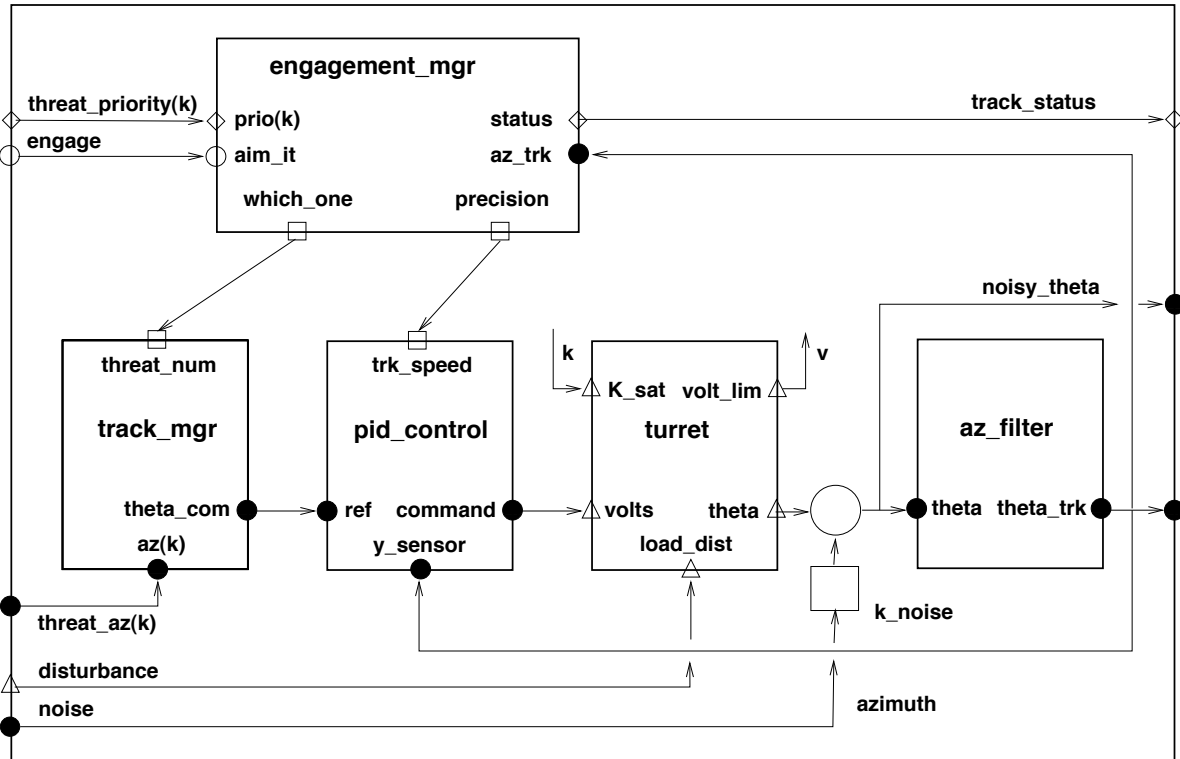 engagement_mgr
threat_priority(k)
prio(k)
status
track_status
engage
aim_it
az_trk
which_one
precision
noisy_theta
threat_num
trk_speed
k
v
K_sat
volt_lim
track_mgr
pid_control
turret
az_filter
theta_com
ref
command
volts
theta
theta
theta_trk
az(k)
y_sensor
load_dist
threat_az(k)
k_noise
disturbance
noise
azimuth